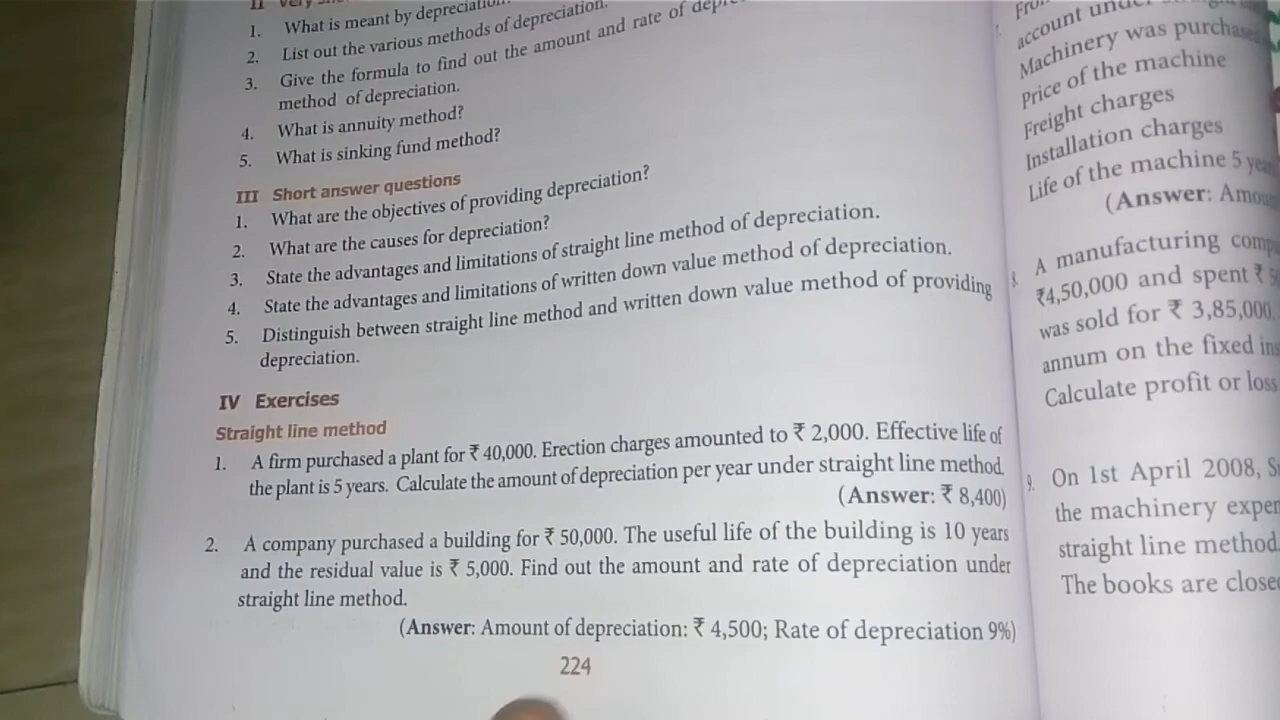 II Very
1. What is meant by depreciation
2. List out the various methods of depreciation.
3. Give the formula to find out the amount and rate of
method of depreciation.
4. What is annuity method?
5. What is sinking fund method?
III Short answer questions
1. What are the objectives of providing depreciation?
2. What are the causes for depreciation?
3. State the advantages and limitations of straight line method of depreciation.
4. State the advantages and limitations of written down value method of depreciation.
5. Distinguish between straight line method and written down value method of providing
depreciation.
IV Exercises
Straight line method
1. A firm purchased a plant for ₹ 40,000. Erection charges amounted to ₹ 2,000. Effective life of
the plant is 5 years. Calculate the amount of depreciation per year under straight line method.
(Answer: ₹ 8,400)
2. A company purchased a building for ₹ 50,000. The useful life of the building is 10 years
and the residual value is ₹ 5,000. Find out the amount and rate of depreciation under
straight line method.
(Answer: Amount of depreciation: ₹ 4,500; Rate of depreciation 9%)
224
account
Machinery was
Price of the machine
Freight charges
Installation charges
Life of the machine 5
(Answer:
8. A manufacturing
₹4,50,000 and spent ₹
was sold for ₹ 3,85,000.
annum on the fixed
Calculate profit or loss
9. On 1st April 2008,
the machinery
straight line method.
The books are